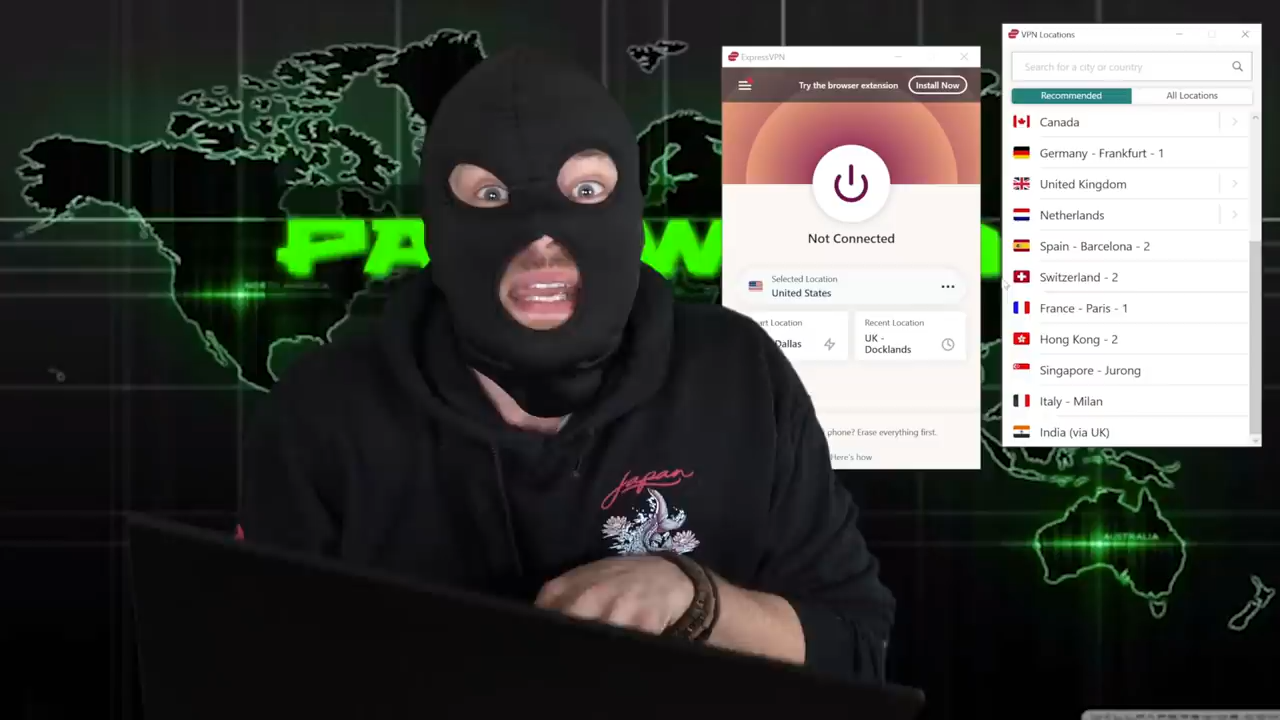 ExpressVPN
Try the browser extension
Install Now
Not Connected
Selected Location
United States
Location
Dallas
Recent Location
UK -
Docklands
phone? Erase everything first.
Here's how
VPN Locations
Search for a city or country
Recommended
All Locations
Canada
Germany - Frankfurt - 1
United Kingdom
Netherlands
Spain - Barcelona - 2
Switzerland - 2
France - Paris - 1
Hong Kong - 2
Singapore - Jurong
Italy - Milan
India (via UK)
PA
W
Japan
AUSTRALIA